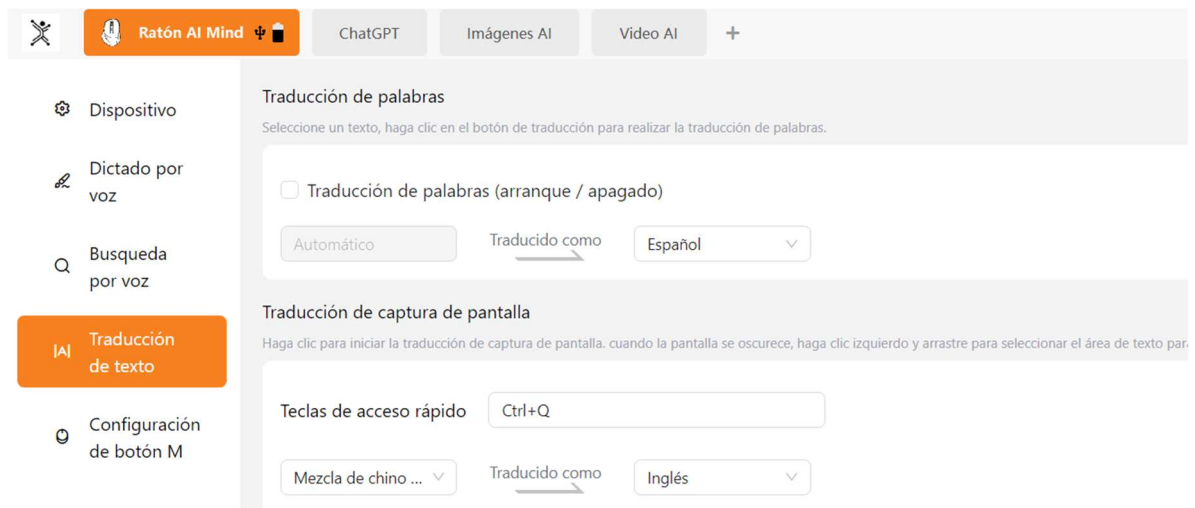 Ratón AI Mind
ChatGPT
Imágenes AI
Video AI
+
Dispositivo
Dictado por
voz
Busqueda
por voz
Traducción
de texto
Configuración
de botón M
Traducción de palabras
Seleccione un texto, haga clic en el botón de traducción para realizar la traducción de palabras.
Traducción de palabras (arranque / apagado)
Automático
Traducido como
Español
Traducción de captura de pantalla
Haga clic para iniciar la traducción de captura de pantalla. cuando la pantalla se oscurece, haga clic izquierdo y arrastre para seleccionar el área de texto par
Teclas de acceso rápido
Ctrl+Q
Mezcla de chino ...
Traducido como
Inglés